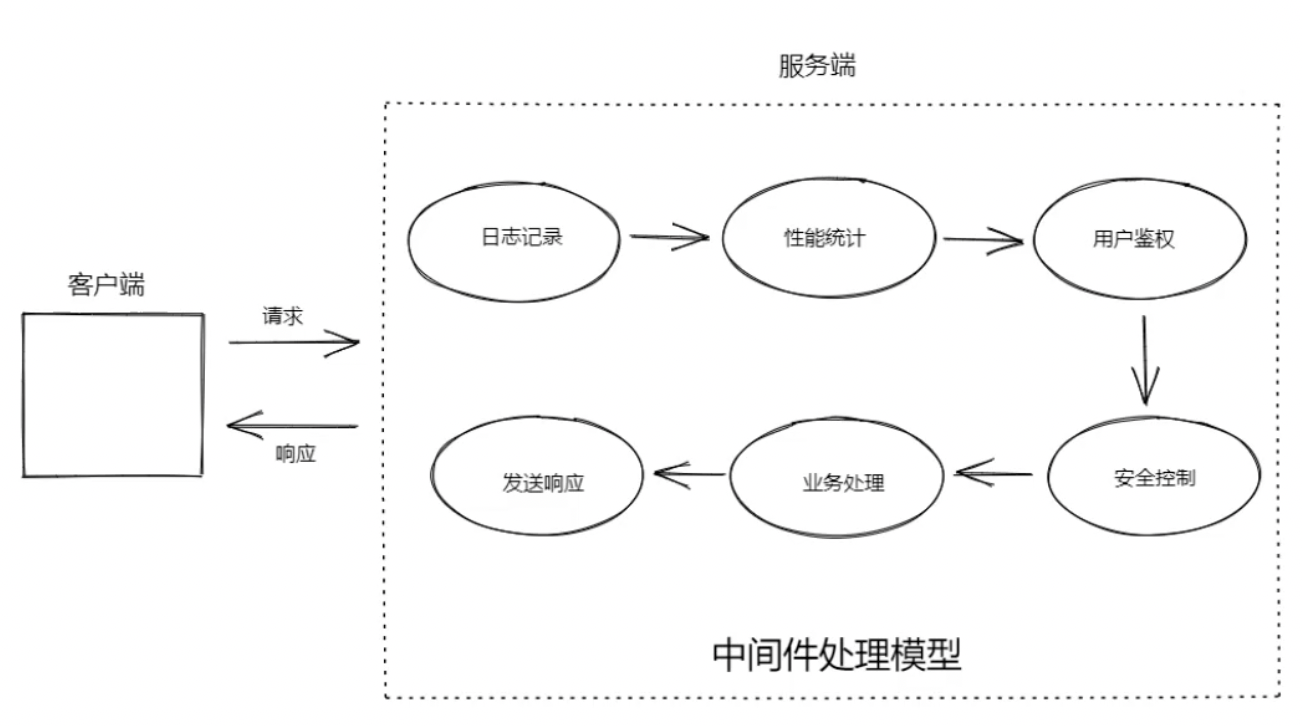 服务端
日志记录
性能统计
用户鉴权
客户端
请求
响应
发送响应
业务处理
安全控制
中间件处理模型